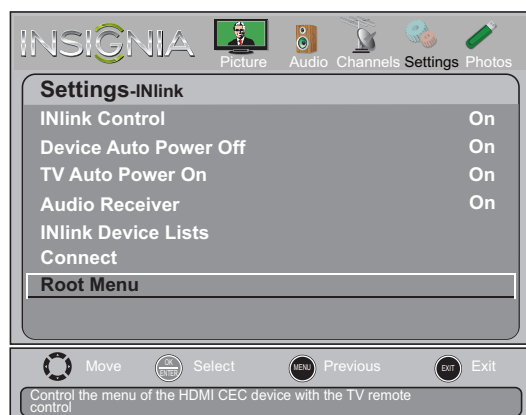 INSIGNIA
Picture Audio Channels Settings Photos
Settings-INlink
INlink Control On
Device Auto Power Off On
TV Auto Power On On
Audio Receiver On
INlink Device Lists
Connect
Root Menu
Move OK ENTER Select MENU Previous EXIT Exit
Control the menu of the HDMI CEC device with the TV remote
control